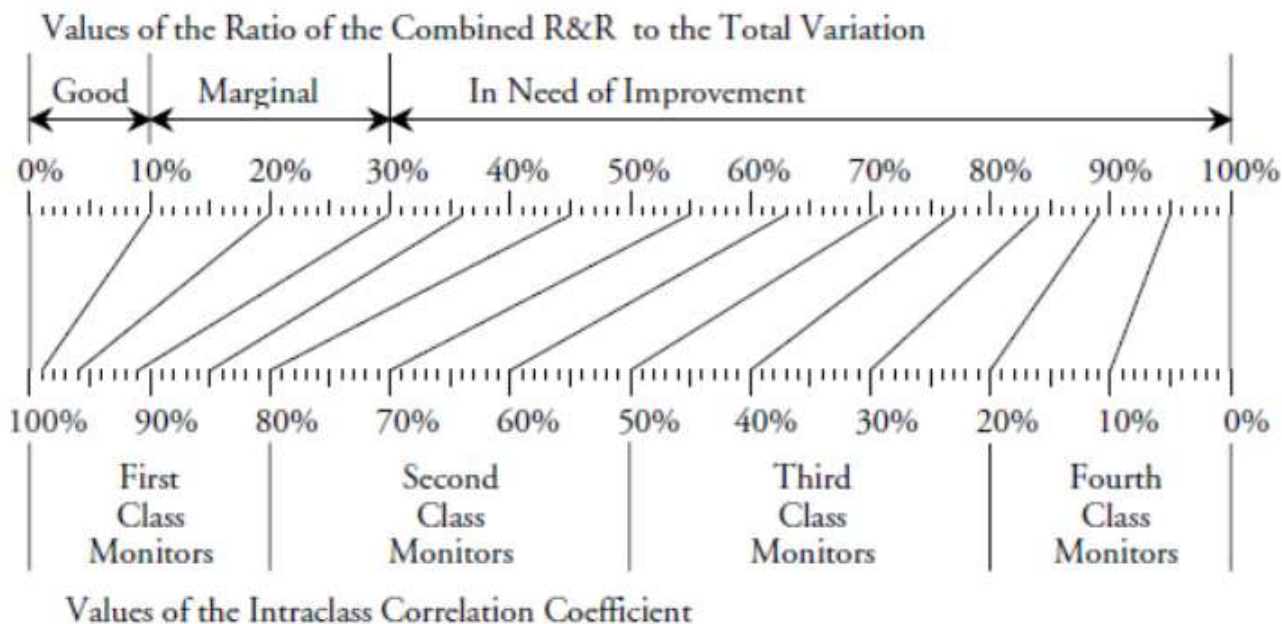 Values of the Ratio of the Combined R&R to the Total Variation
Good Marginal In Need of Improvement
0% 10% 20% 30% 40% 50% 60% 70% 80% 90% 100%
100% 90% 80% 70% 60% 50% 40% 30% 20% 10% 0%
First Second Third Fourth
Class Class Class Class
Monitors Monitors Monitors Monitors
Values of the Intraclass Correlation Coefficient